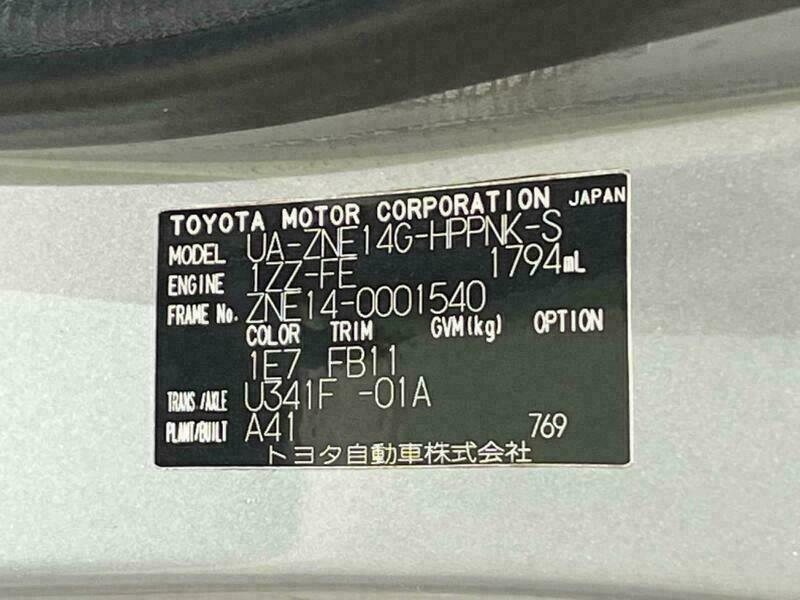 TOYOTA MOTOR CORPORATION JAPAN
MODEL UA-ZNE14G-HPPNK-S
ENGINE 1ZZ-FE 1794mL
FRAME No. ZNE14-0001540
COLOR TRIM GVM(kg) OPTION
1E7 FB11
TRANS./AXLE U341F -01A
PLANT/BUILT A41 769
トヨタ自動車株式会社